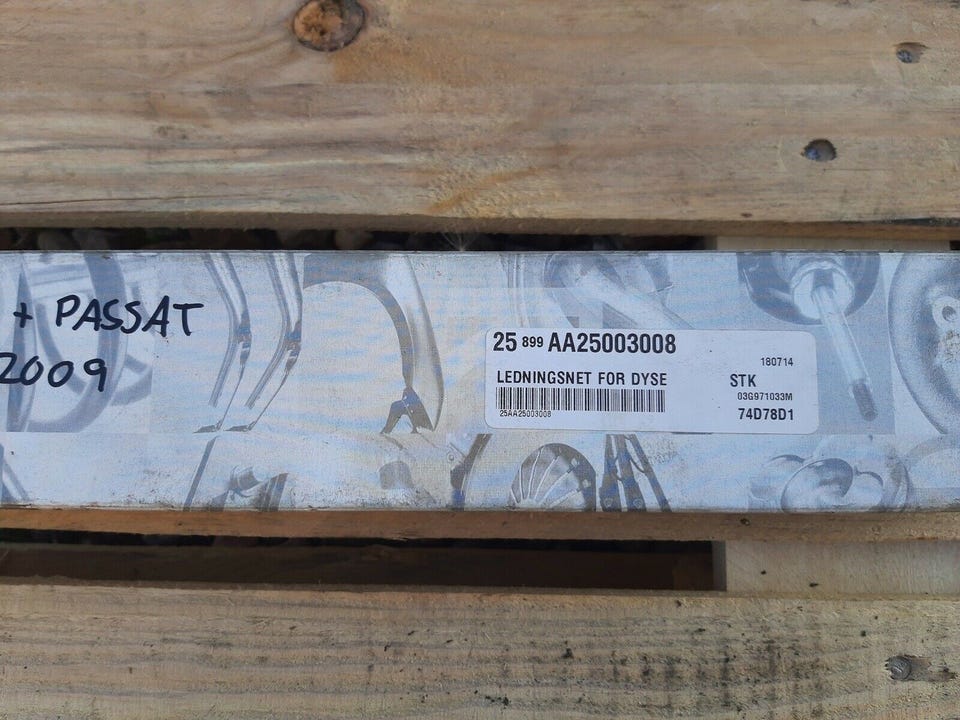 + PASSAT
2009
25 899 AA25003008
180714
LEDNINGSNET FOR DYSE STK
03G971033M
25AA25003008
74D78D1